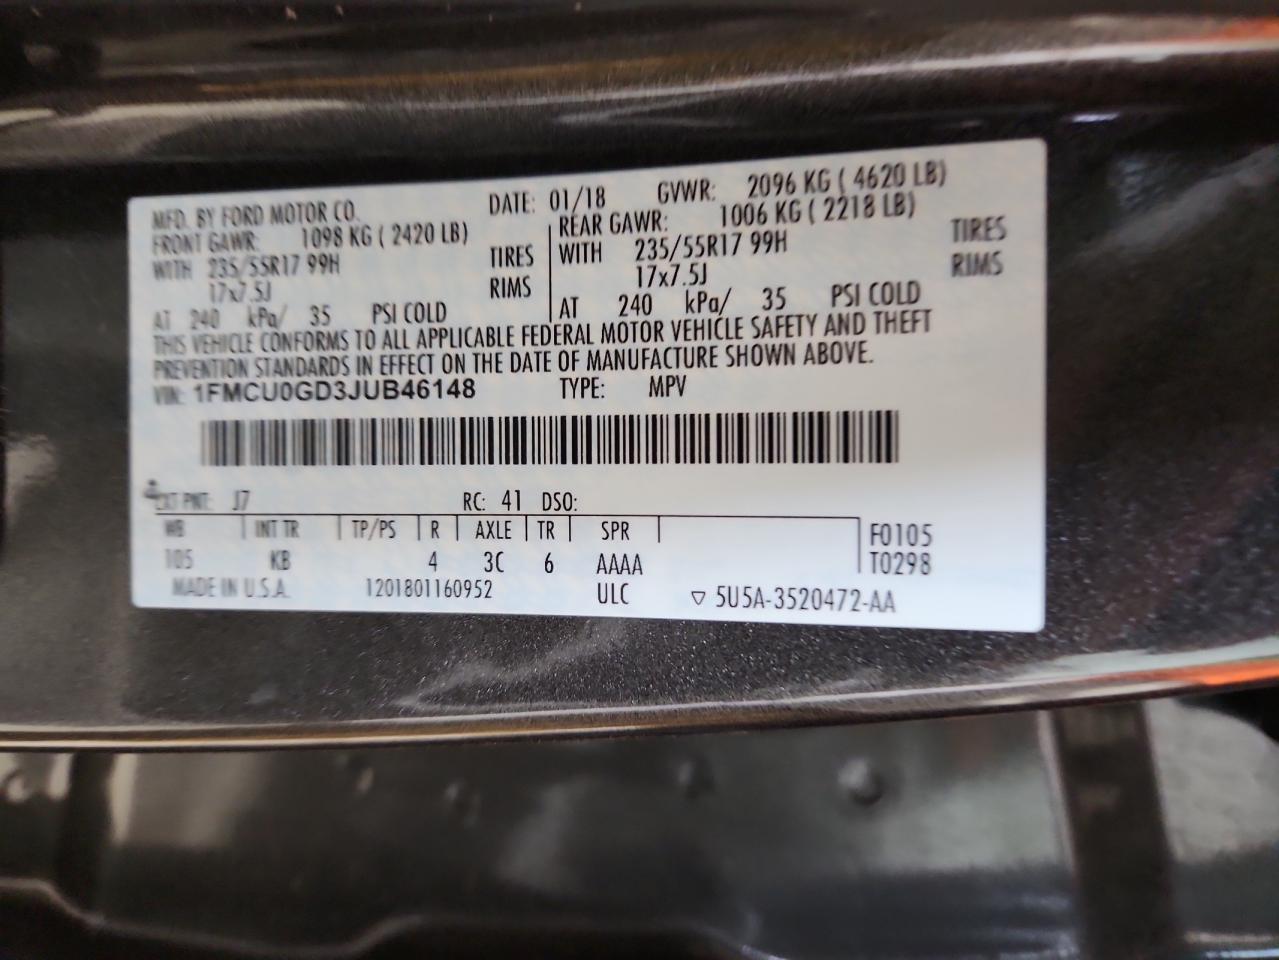 MFD. BY FORD MOTOR CO. DATE: 01/18 GVWR: 2096 KG ( 4620 LB)
FRONT GAWR: 1098 KG ( 2420 LB) REAR GAWR: 1006 KG ( 2218 LB)
WITH 235/55R17 99H TIRES WITH 235/55R17 99H TIRES
17x7.5J RIMS 17x7.5J RIMS
AT 240 kPa/ 35 PSI COLD AT 240 kPa/ 35 PSI COLD
THIS VEHICLE CONFORMS TO ALL APPLICABLE FEDERAL MOTOR VEHICLE SAFETY AND THEFT
PREVENTION STANDARDS IN EFFECT ON THE DATE OF MANUFACTURE SHOWN ABOVE.
VIN: 1FMCU0GD3JUB46148 TYPE: MPV
EXT PNT: J7 RC: 41 DSO:
WB INT TR TP/PS R AXLE TR SPR F0105
105 KB 4 3C 6 AAAA T0298
MADE IN U.S.A. 1201801160952 ULC ▽ 5U5A-3520472-AA